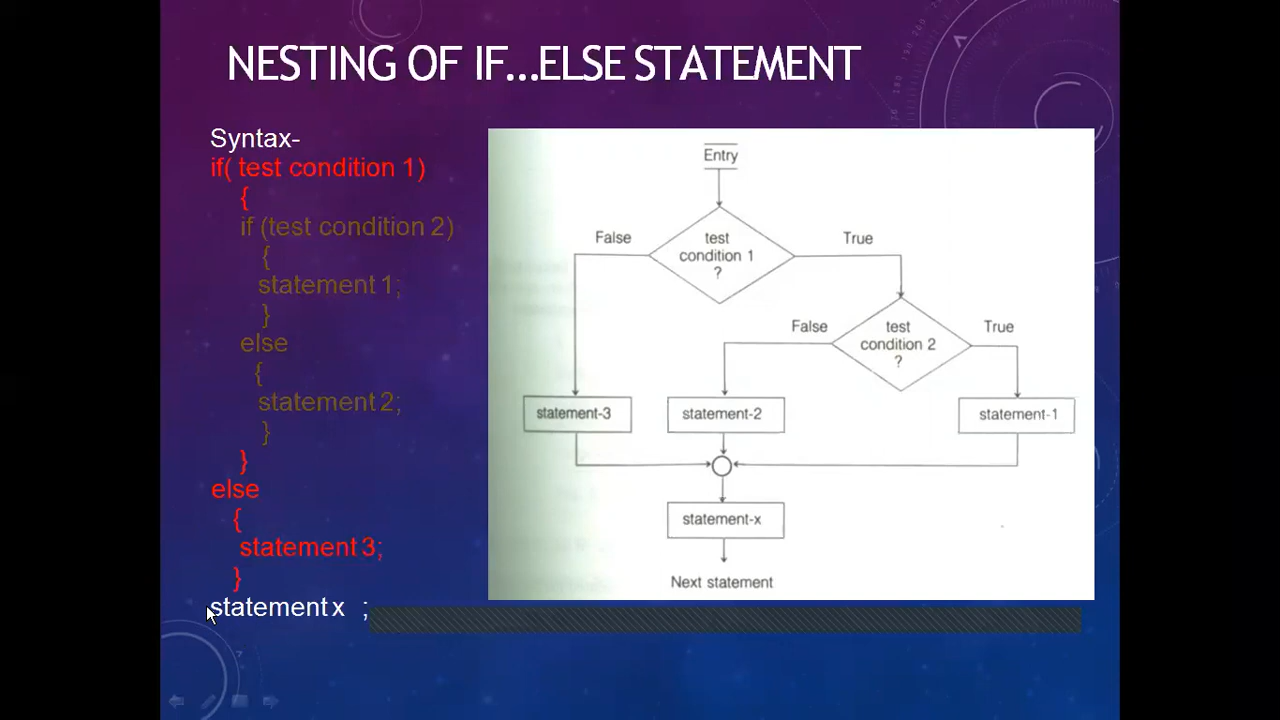 NESTING OF IF...ELSE STATEMENT
Syntax-
if( test condition 1)
{
if (test condition 2)
{
statement 1;
}
else
{
statement 2;
}
}
else
{
statement 3;
}
statement x ;
Entry
test
condition 1
?
False
True
test
condition 2
?
False
True
statement-3
statement-2
statement-1
statement-x
Next statement